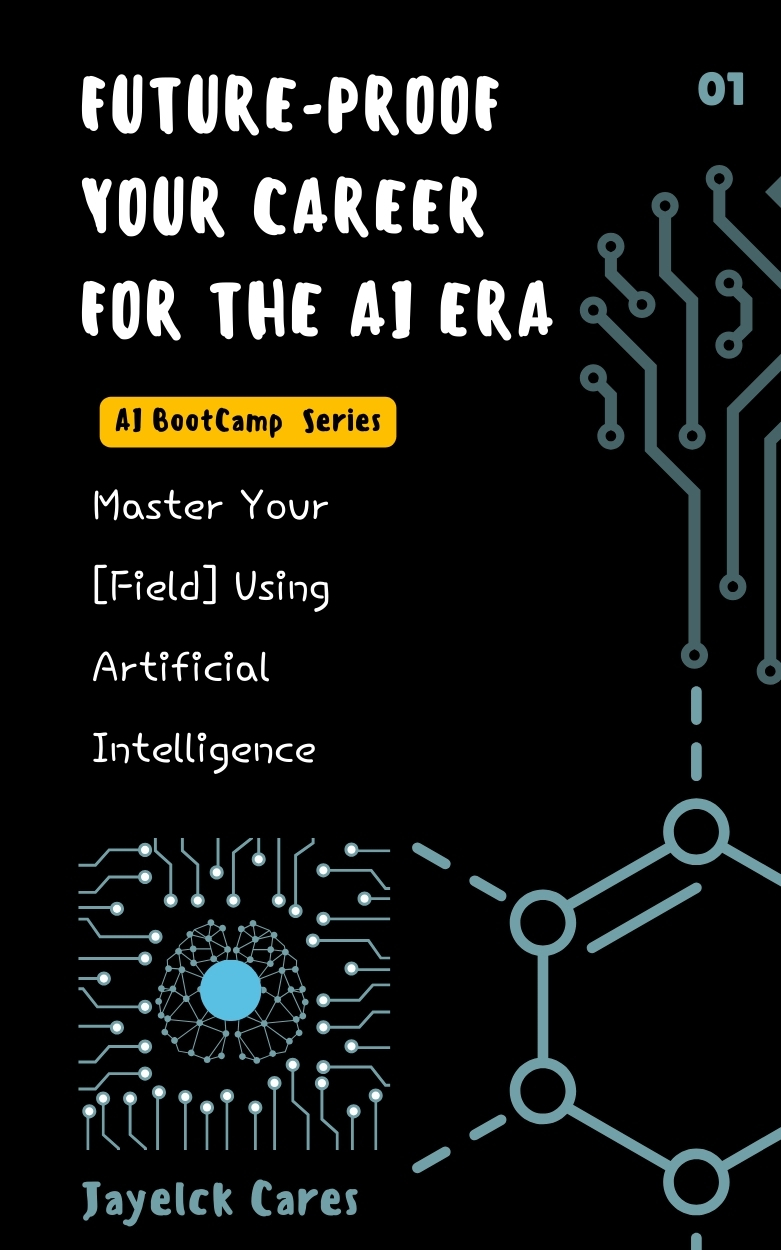 FUTURE-PROOF
01
YOUR CAREER
FOR THE AI ERA
AI BootCamp Series
Master Your
[Field] Using
Artificial
Intelligence
Jayelck Cares